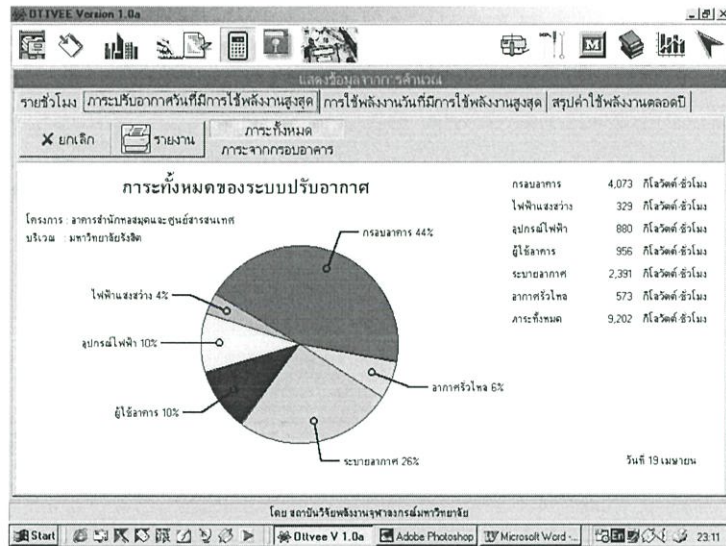 OTTVEE Version 1.0a
แสดงข้อมูลจากการคำนวณ
รายชั่วโมง ภาระปรับอากาศวันที่มีการใช้พลังงานสูงสุด การใช้พลังงานวันที่มีการใช้พลังงานสูงสุด สรุปค่าใช้พลังงานตลอดปี
ยกเลิก รายงาน ภาระทั้งหมด
ภาระจากกรอบอาคาร
ภาระทั้งหมดของระบบปรับอากาศ
โครงการ : อาคารสำนักหอสมุดและศูนย์สารสนเทศ
บริเวณ : มหาวิทยาลัยรังสิต
กรอบอาคาร 44%
ไฟฟ้าแสงสว่าง 4%
อุปกรณ์ไฟฟ้า 10%
อากาศรั่วไหล 6%
ผู้ใช้อาคาร 10%
ระบายอากาศ 26%
กรอบอาคาร 4,073 กิโลวัตต์-ชั่วโมง
ไฟฟ้าแสงสว่าง 329 กิโลวัตต์-ชั่วโมง
อุปกรณ์ไฟฟ้า 880 กิโลวัตต์-ชั่วโมง
ผู้ใช้อาคาร 956 กิโลวัตต์-ชั่วโมง
ระบายอากาศ 2,391 กิโลวัตต์-ชั่วโมง
อากาศรั่วไหล 573 กิโลวัตต์-ชั่วโมง
ภาระทั้งหมด 9,202 กิโลวัตต์-ชั่วโมง
วันที่ 19 เมษายน
โดย สถาบันวิจัยพลังงานจุฬาลงกรณ์มหาวิทยาลัย
Start Ottvee V 1.0a Adobe Photoshop Microsoft Word -... En 23:11